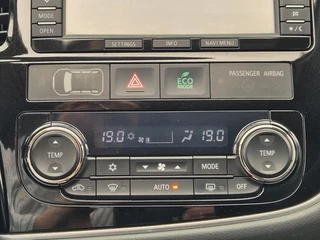 MODE
OPEN
SETTINGS INFO NAVI MENU
ECO MODE PASSENGER AIRBAG
19.0 19.0
TEMP MODE TEMP
AUTO OFF